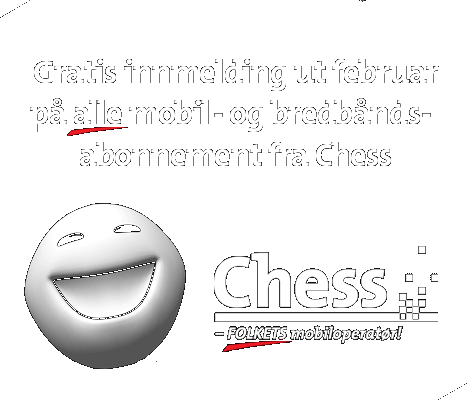 Gratis innmelding ut februar
på alle mobil- og bredbånds-
abonnement fra Chess
Chess
– FOLKETS mobiloperatør!